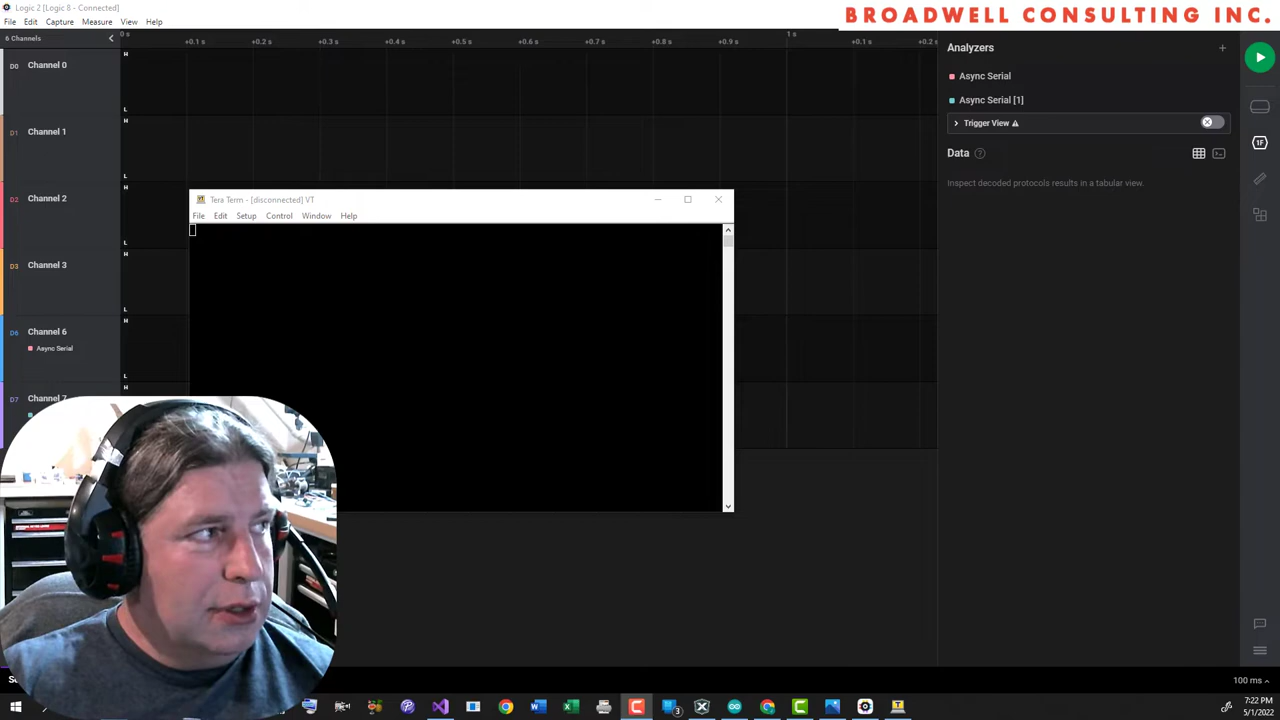 Logic 2 [Logic 8 - Connected]
BROADWELL CONSULTING INC.
File Edit Capture Measure View Help
6 Channels
0 s
+0.1 s +0.2 s +0.3 s +0.4 s +0.5 s +0.6 s +0.7 s +0.8 s +0.9 s 1 s +0.1 s +0.2 s
Analyzers
Async Serial
Async Serial [1]
Trigger View
Data
Inspect decoded protocols results in a tabular view.
D0 Channel 0
H
L
D1 Channel 1
H
L
D2 Channel 2
H
L
D3 Channel 3
H
L
D6 Channel 6
Async Serial
H
L
D7 Channel 7
H
Tera Term - [disconnected] VT
File Edit Setup Control Window Help
1F
100 ms
3
7:22 PM
5/1/2022